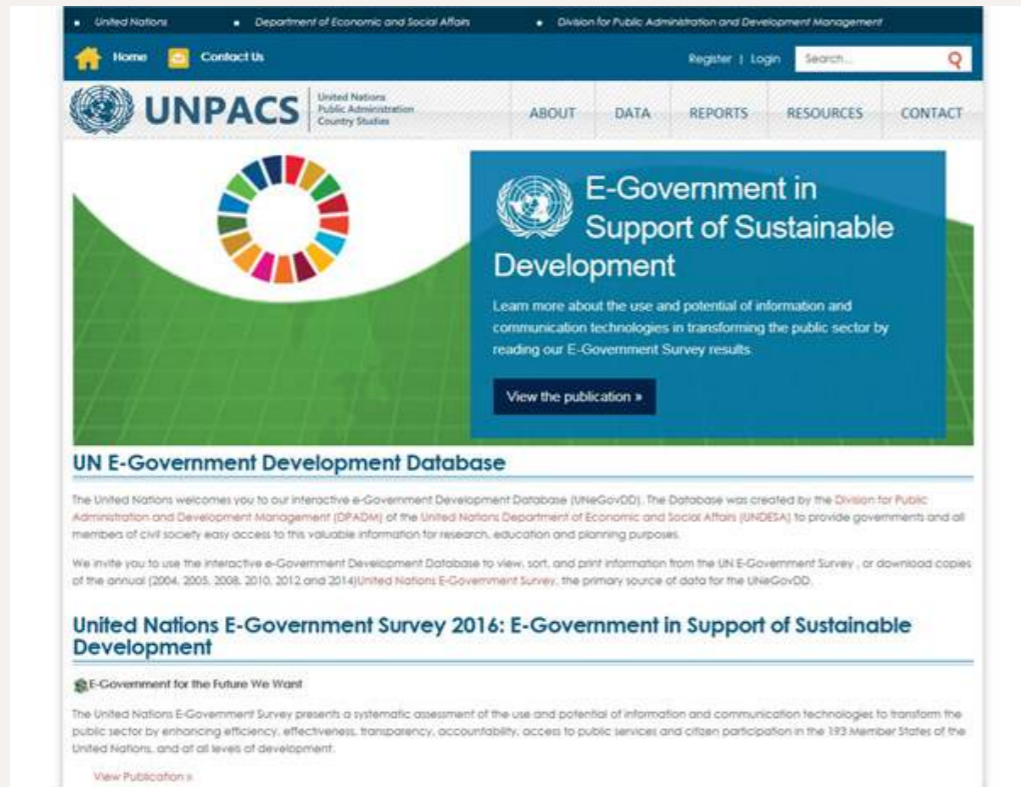 United Nations
Department of Economic and Social Affairs
Division for Public Administration and Development Management
Home
Contact Us
Register | Login
Search...
UNPACS
United Nations
Public Administration
Country Studies
ABOUT
DATA
REPORTS
RESOURCES
CONTACT
E-Government in
Support of Sustainable
Development
Learn more about the use and potential of information and
communication technologies in transforming the public sector by
reading our E-Government Survey results.
View the publication »
UN E-Government Development Database
The United Nations welcomes you to our interactive e-Government Development Database (UNeGovDD). The Database was created by the Division for Public
Administration and Development Management (DPADM) of the United Nations Department of Economic and Social Affairs (UNDESA) to provide governments and all
members of civil society easy access to this valuable information for research, education and planning purposes.
We invite you to use the interactive e-Government Development Database to view, sort, and print information from the UN E-Government Survey , or download copies
of the annual (2004, 2005, 2008, 2010, 2012 and 2014)United Nations E-Government Survey, the primary source of data for the UNeGovDD.
United Nations E-Government Survey 2016: E-Government in Support of Sustainable
Development
E-Government for the Future We Want
The United Nations E-Government Survey presents a systematic assessment of the use and potential of information and communication technologies to transform the
public sector by enhancing efficiency, effectiveness, transparency, accountability, access to public services and citizen participation in the 193 Member States of the
United Nations, and at all levels of development.
View Publication »